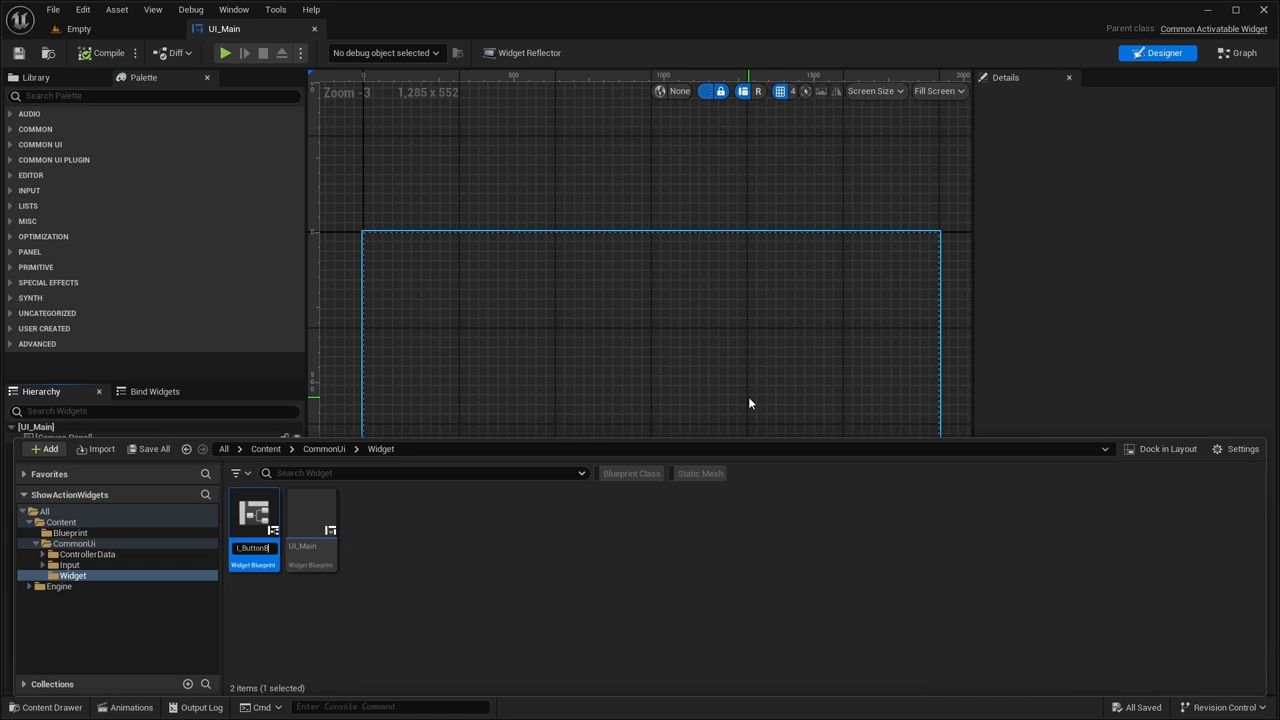 File Edit Asset View Debug Window Tools Help
Empty UI_Main Parent class: Common Activatable Widget
Compile Diff No debug object selected Widget Reflector Designer Graph
Library Palette Details
0 500 1000 1500 2000
Search Palette Zoom -3 1,285 x 552 None R 4 Screen Size Fill Screen
AUDIO
COMMON
COMMON UI
COMMON UI PLUGIN
EDITOR
INPUT
LISTS
MISC
OPTIMIZATION
PANEL
PRIMITIVE
SPECIAL EFFECTS
SYNTH
UNCATEGORIZED
USER CREATED
ADVANCED
Hierarchy Bind Widgets
Search Widgets
[UI_Main]
[Canvas Panel]
Add Import Save All All Content CommonUi Widget Dock in Layout Settings
Favorites Search Widget Blueprint Class Static Mesh
ShowActionWidgets
All
Content
Blueprint
CommonUi
ControllerData
Input
Widget
Engine
I_ButtonB UI_Main
Widget Blueprint Widget Blueprint
Collections 2 items (1 selected)
Content Drawer Animations Output Log Cmd Enter Console Command All Saved Revision Control